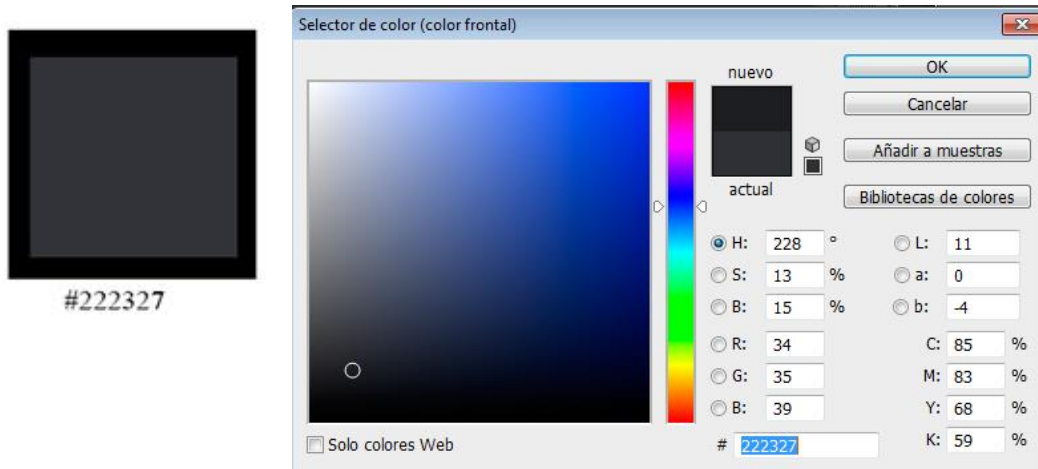 #222327
Selector de color (color frontal)
nuevo
actual
OK
Cancelar
Añadir a muestras
Bibliotecas de colores
H: 228 °
S: 13 %
B: 15 %
R: 34
G: 35
B: 39
# 222327
L: 11
a: 0
b: -4
C: 85 %
M: 83 %
Y: 68 %
K: 59 %
Solo colores Web